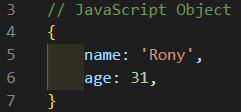 3 // JavaScript Object
4 {
5 name: 'Rony',
6 age: 31,
7 }